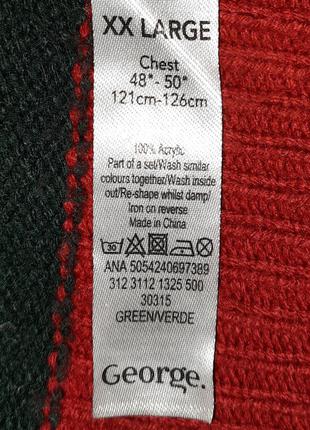 XX LARGE
Chest
48"- 50"
121cm-126cm
100% Acrylic
Part of a set/Wash similar
colours together/Wash inside
out/Re-shape whilst damp/
Iron on reverse
Made in China
30
ANA 5054240697389
312 3112 1325 500
30315
GREEN/VERDE
George.